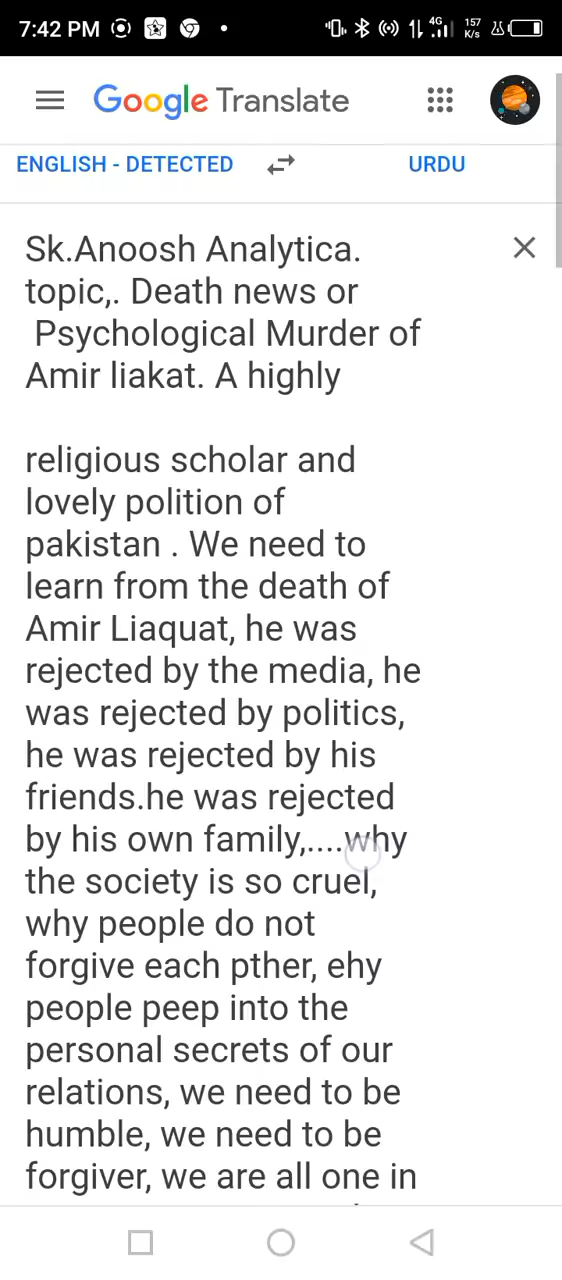 7:42 PM
4G
157
K/s
Google Translate
ENGLISH - DETECTED
URDU
Sk.Anoosh Analytica.
topic,. Death news or
Psychological Murder of
Amir liakat. A highly
religious scholar and
lovely polition of
pakistan . We need to
learn from the death of
Amir Liaquat, he was
rejected by the media, he
was rejected by politics,
he was rejected by his
friends.he was rejected
by his own family,....why
the society is so cruel,
why people do not
forgive each pther, ehy
people peep into the
personal secrets of our
relations, we need to be
humble, we need to be
forgiver, we are all one in